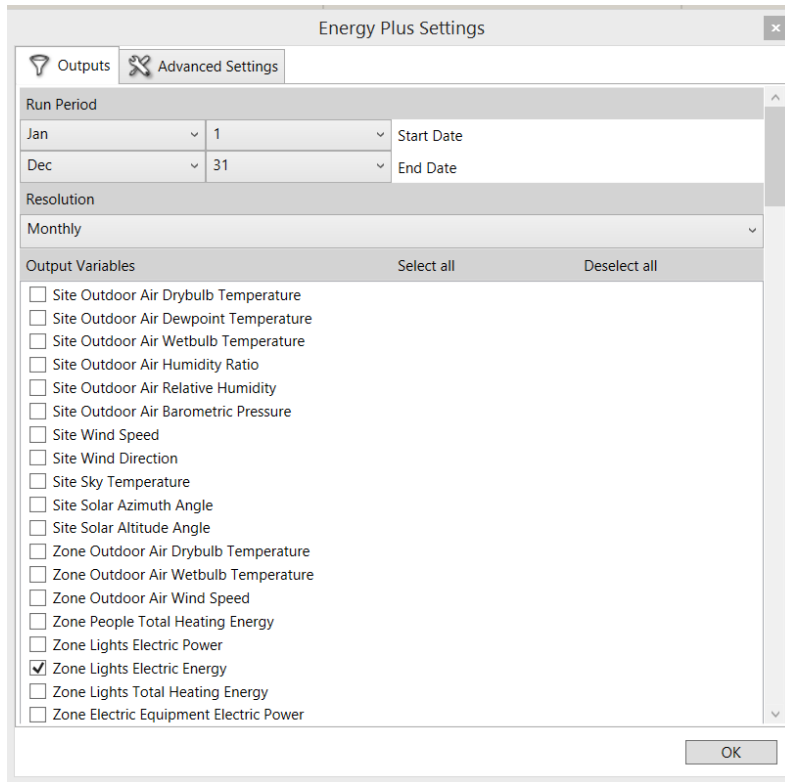 Energy Plus Settings
Outputs Advanced Settings
Run Period
Jan 1 Start Date
Dec 31 End Date
Resolution
Monthly
Output Variables Select all Deselect all
Site Outdoor Air Drybulb Temperature
Site Outdoor Air Dewpoint Temperature
Site Outdoor Air Wetbulb Temperature
Site Outdoor Air Humidity Ratio
Site Outdoor Air Relative Humidity
Site Outdoor Air Barometric Pressure
Site Wind Speed
Site Wind Direction
Site Sky Temperature
Site Solar Azimuth Angle
Site Solar Altitude Angle
Zone Outdoor Air Drybulb Temperature
Zone Outdoor Air Wetbulb Temperature
Zone Outdoor Air Wind Speed
Zone People Total Heating Energy
Zone Lights Electric Power
Zone Lights Electric Energy
Zone Lights Total Heating Energy
Zone Electric Equipment Electric Power
OK